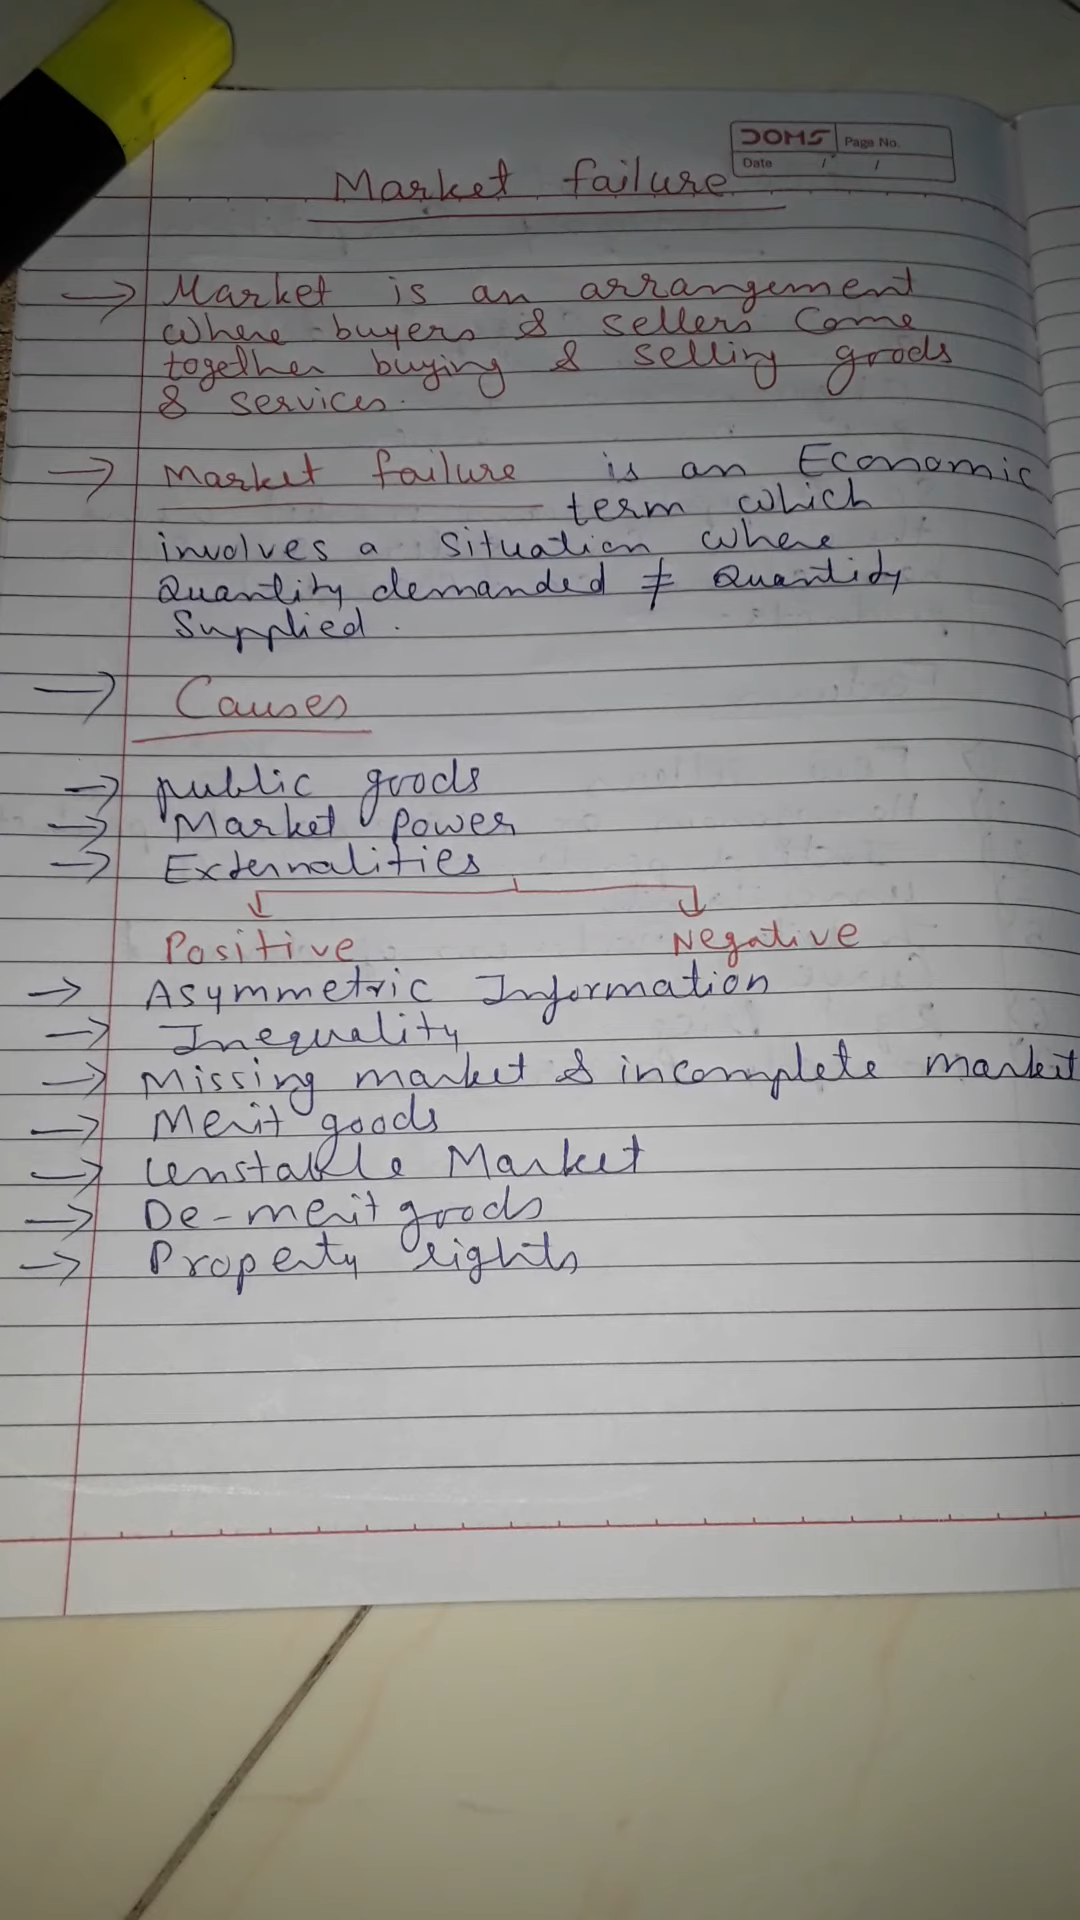 DOMS Page No.
Date / /
Market failure
→ Market is an arrangement
where buyers & sellers come
together buying & selling goods
& services.
→ Market failure is an Economic
term which
involves a situation where
Quantity demanded ≠ Quantity
Supplied.
→ Causes
→ public goods
→ Market Power
→ Externalities
Positive Negative
→ Asymmetric Information
→ Inequality
→ Missing market & incomplete market
→ Merit goods
→ Unstable Market
→ De-merit goods
→ Property rights